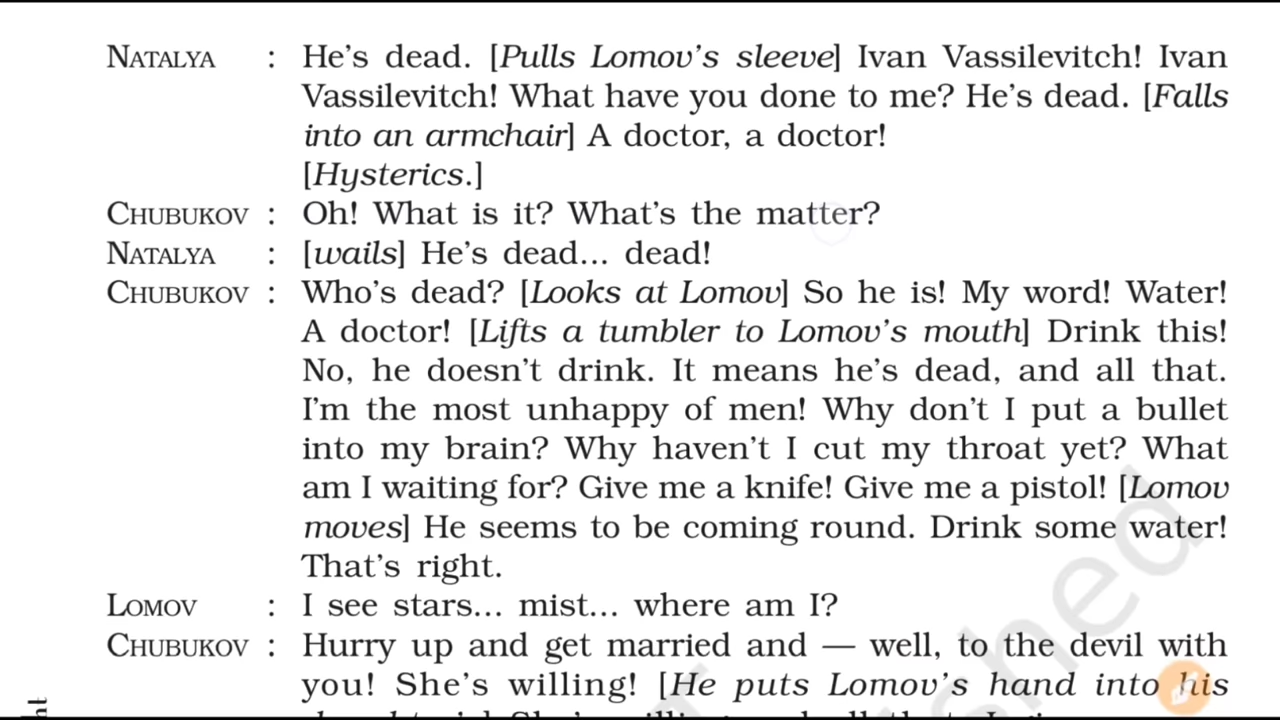 NATALYA : He's dead. [Pulls Lomov's sleeve] Ivan Vassilevitch! Ivan
Vassilevitch! What have you done to me? He's dead. [Falls
into an armchair] A doctor, a doctor!
[Hysterics.]
CHUBUKOV : Oh! What is it? What's the matter?
NATALYA : [wails] He's dead... dead!
CHUBUKOV : Who's dead? [Looks at Lomov] So he is! My word! Water!
A doctor! [Lifts a tumbler to Lomov's mouth] Drink this!
No, he doesn't drink. It means he's dead, and all that.
I'm the most unhappy of men! Why don't I put a bullet
into my brain? Why haven't I cut my throat yet? What
am I waiting for? Give me a knife! Give me a pistol! [Lomov
moves] He seems to be coming round. Drink some water!
That's right.
LOMOV : I see stars... mist... where am I?
CHUBUKOV : Hurry up and get married and — well, to the devil with
you! She's willing! [He puts Lomov's hand into his